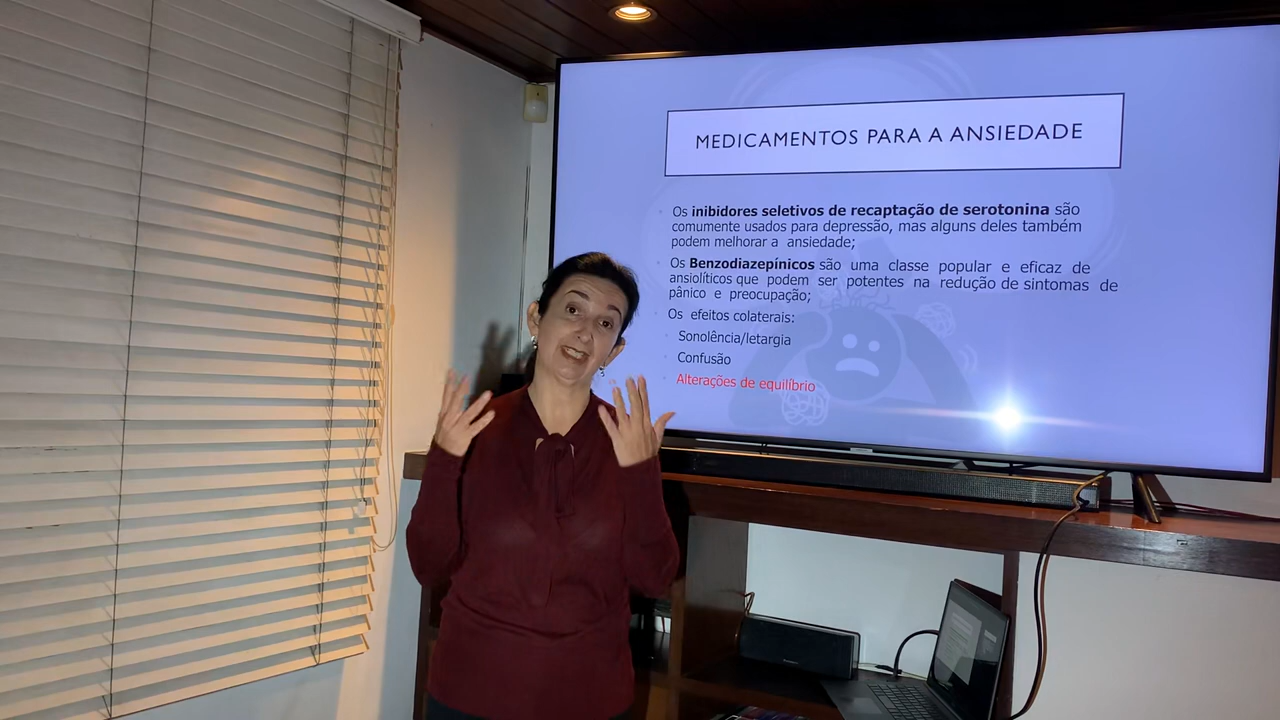 MEDICAMENTOS PARA A ANSIEDADE
Os inibidores seletivos de recaptação de serotonina são
comumente usados para depressão, mas alguns deles também
podem melhorar a ansiedade;
Os Benzodiazepínicos são uma classe popular e eficaz de
ansiolíticos que podem ser potentes na redução de sintomas de
pânico e preocupação;
Os efeitos colaterais:
Sonolência/letargia
Confusão
Alterações de equilíbrio